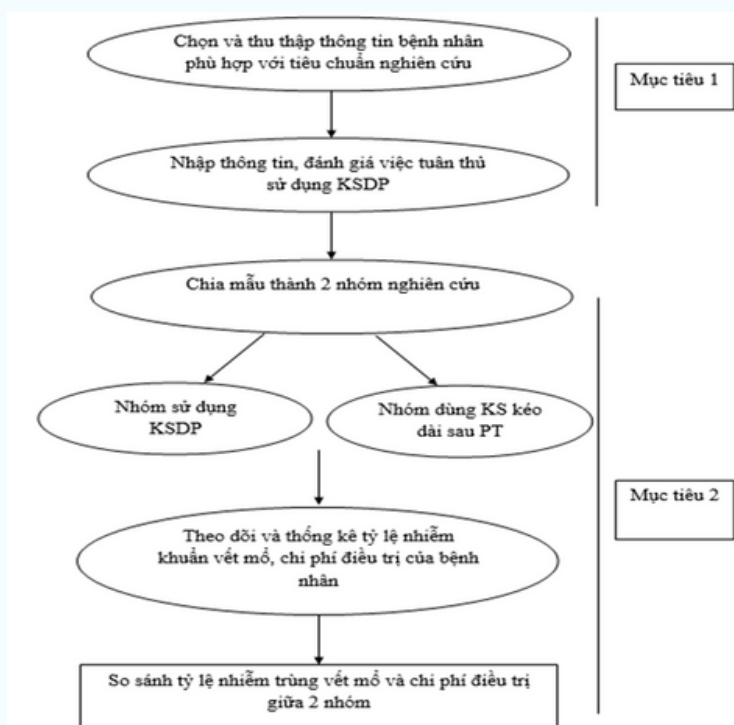 Chọn và thu thập thông tin bệnh nhân
phù hợp với tiêu chuẩn nghiên cứu
Mục tiêu 1
Nhập thông tin, đánh giá việc tuân thủ
sử dụng KSDP
Chia mẫu thành 2 nhóm nghiên cứu
Nhóm sử dụng
KSDP
Nhóm dùng KS kéo
dài sau PT
Mục tiêu 2
Theo dõi và thống kê tỷ lệ nhiễm
khuẩn vết mổ, chi phí điều trị của bệnh
nhân
So sánh tỷ lệ nhiễm trùng vết mổ và chi phí điều trị
giữa 2 nhóm